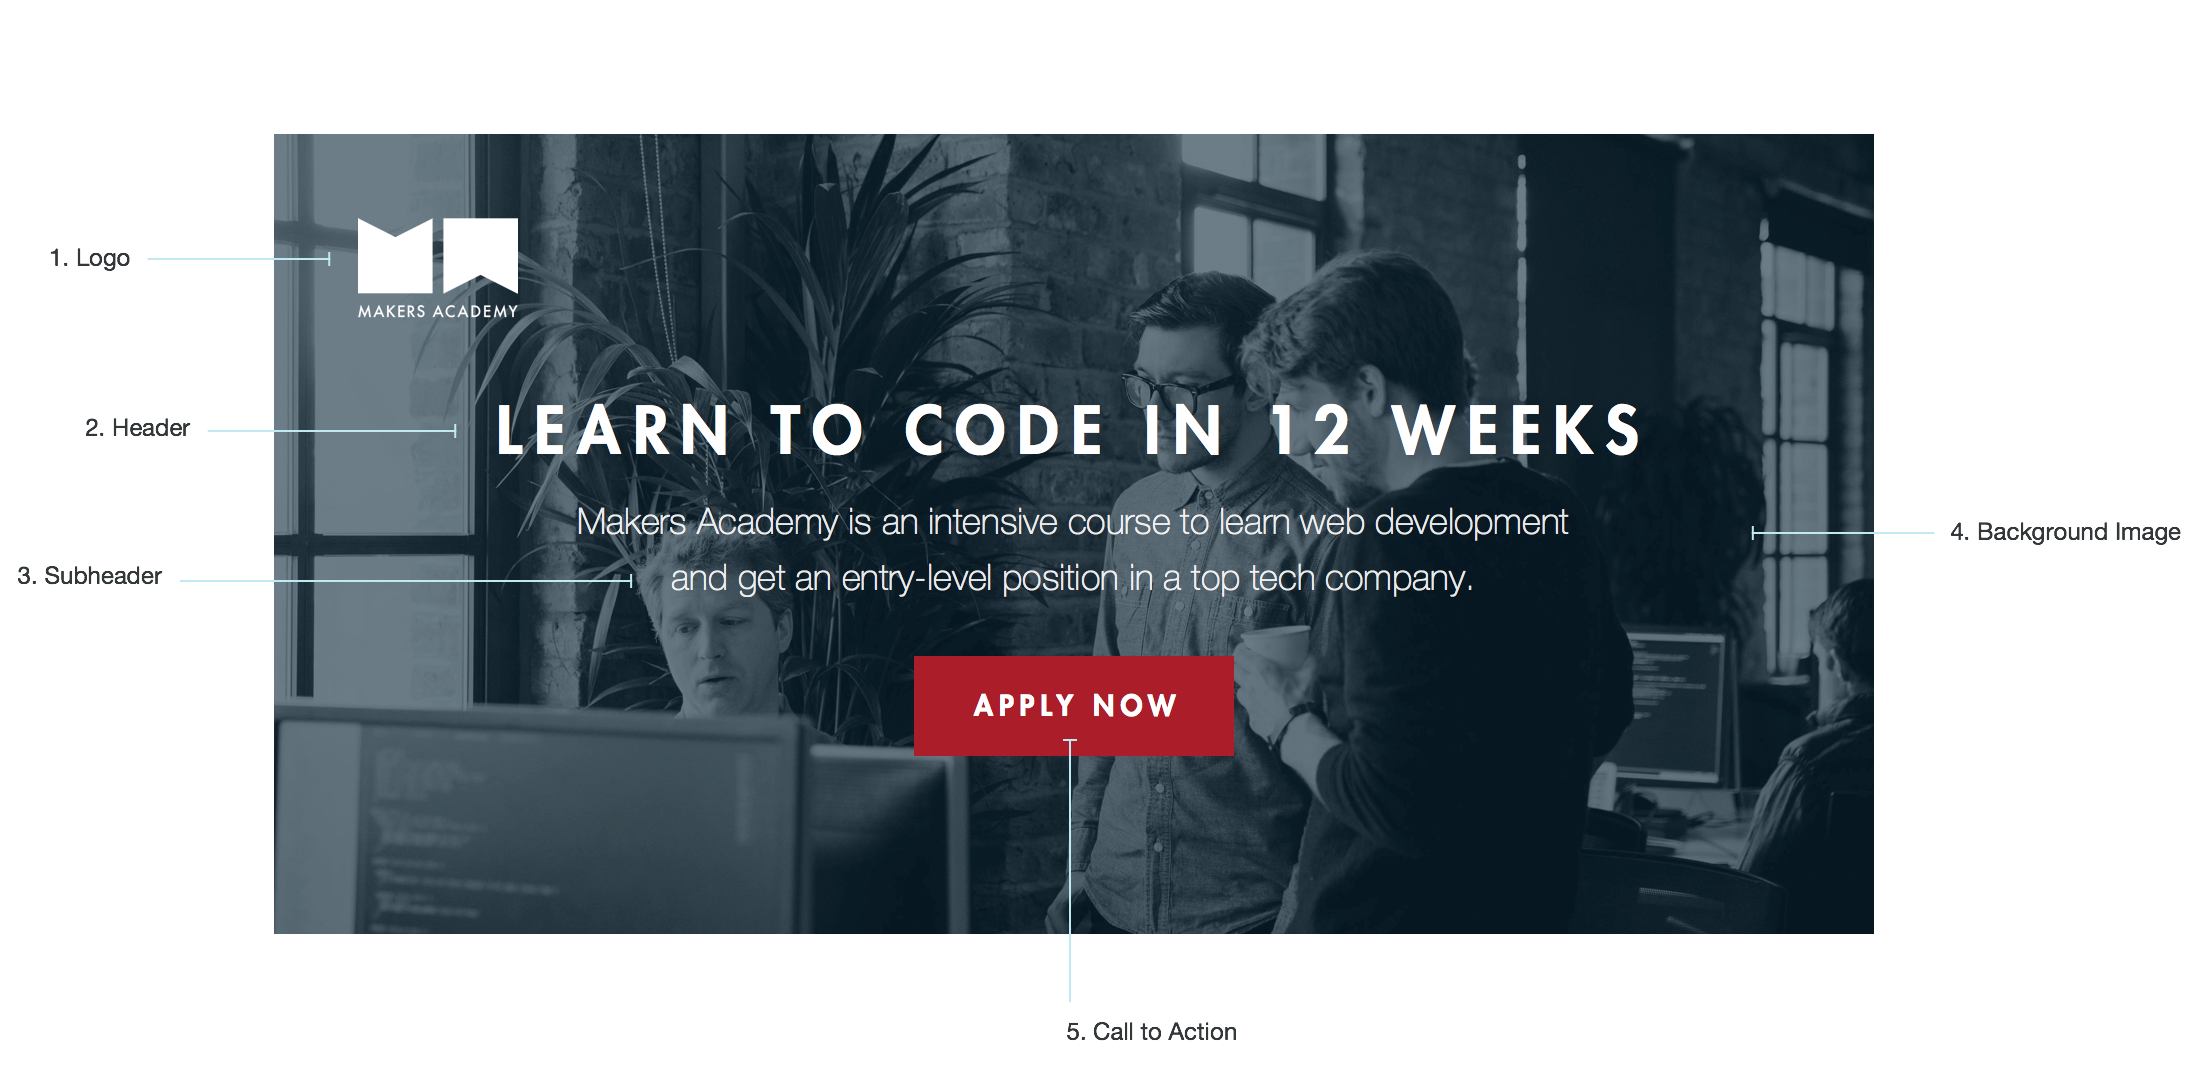 1. Logo
MAKERS ACADEMY
2. Header
LEARN TO CODE IN 12 WEEKS
Makers Academy is an intensive course to learn web development
4. Background Image
3. Subheader
and get an entry-level position in a top tech company.
APPLY NOW
5. Call to Action